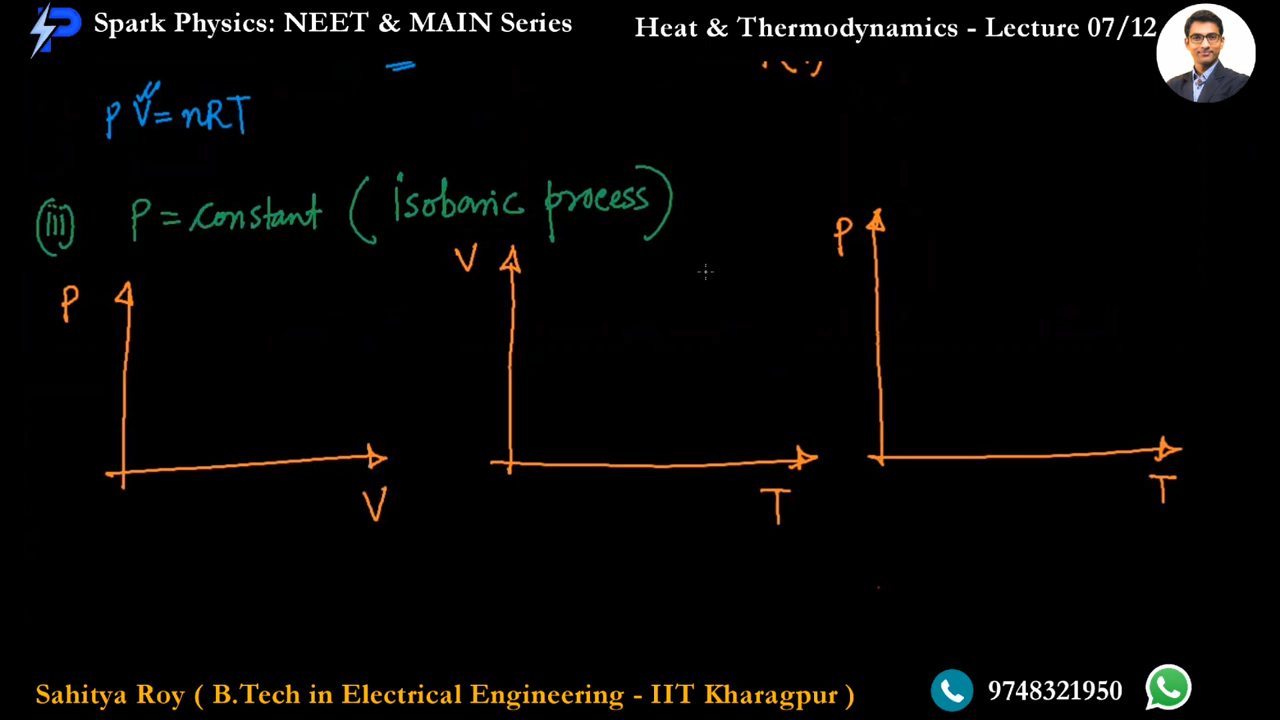 Spark Physics: NEET & MAIN Series
Heat & Thermodynamics - Lecture 07/12
PV = nRT
(iii) P = constant (isobaric process)
P
V
V
T
P
T
Sahitya Roy ( B.Tech in Electrical Engineering - IIT Kharagpur )
9748321950